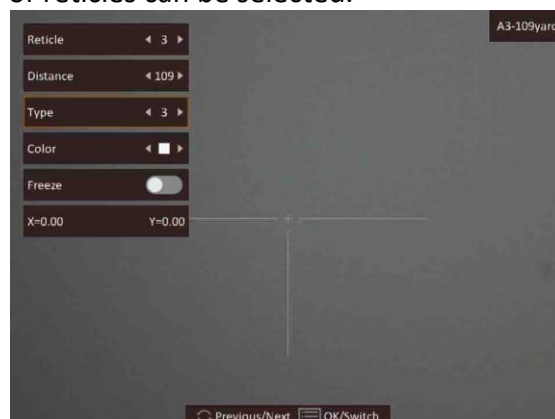 of reticles can be selected.
A3-109yard
Reticle 3
Distance 109
Type 3
Color
Freeze
X=0.00 Y=0.00
Previous/Next OK/Switch